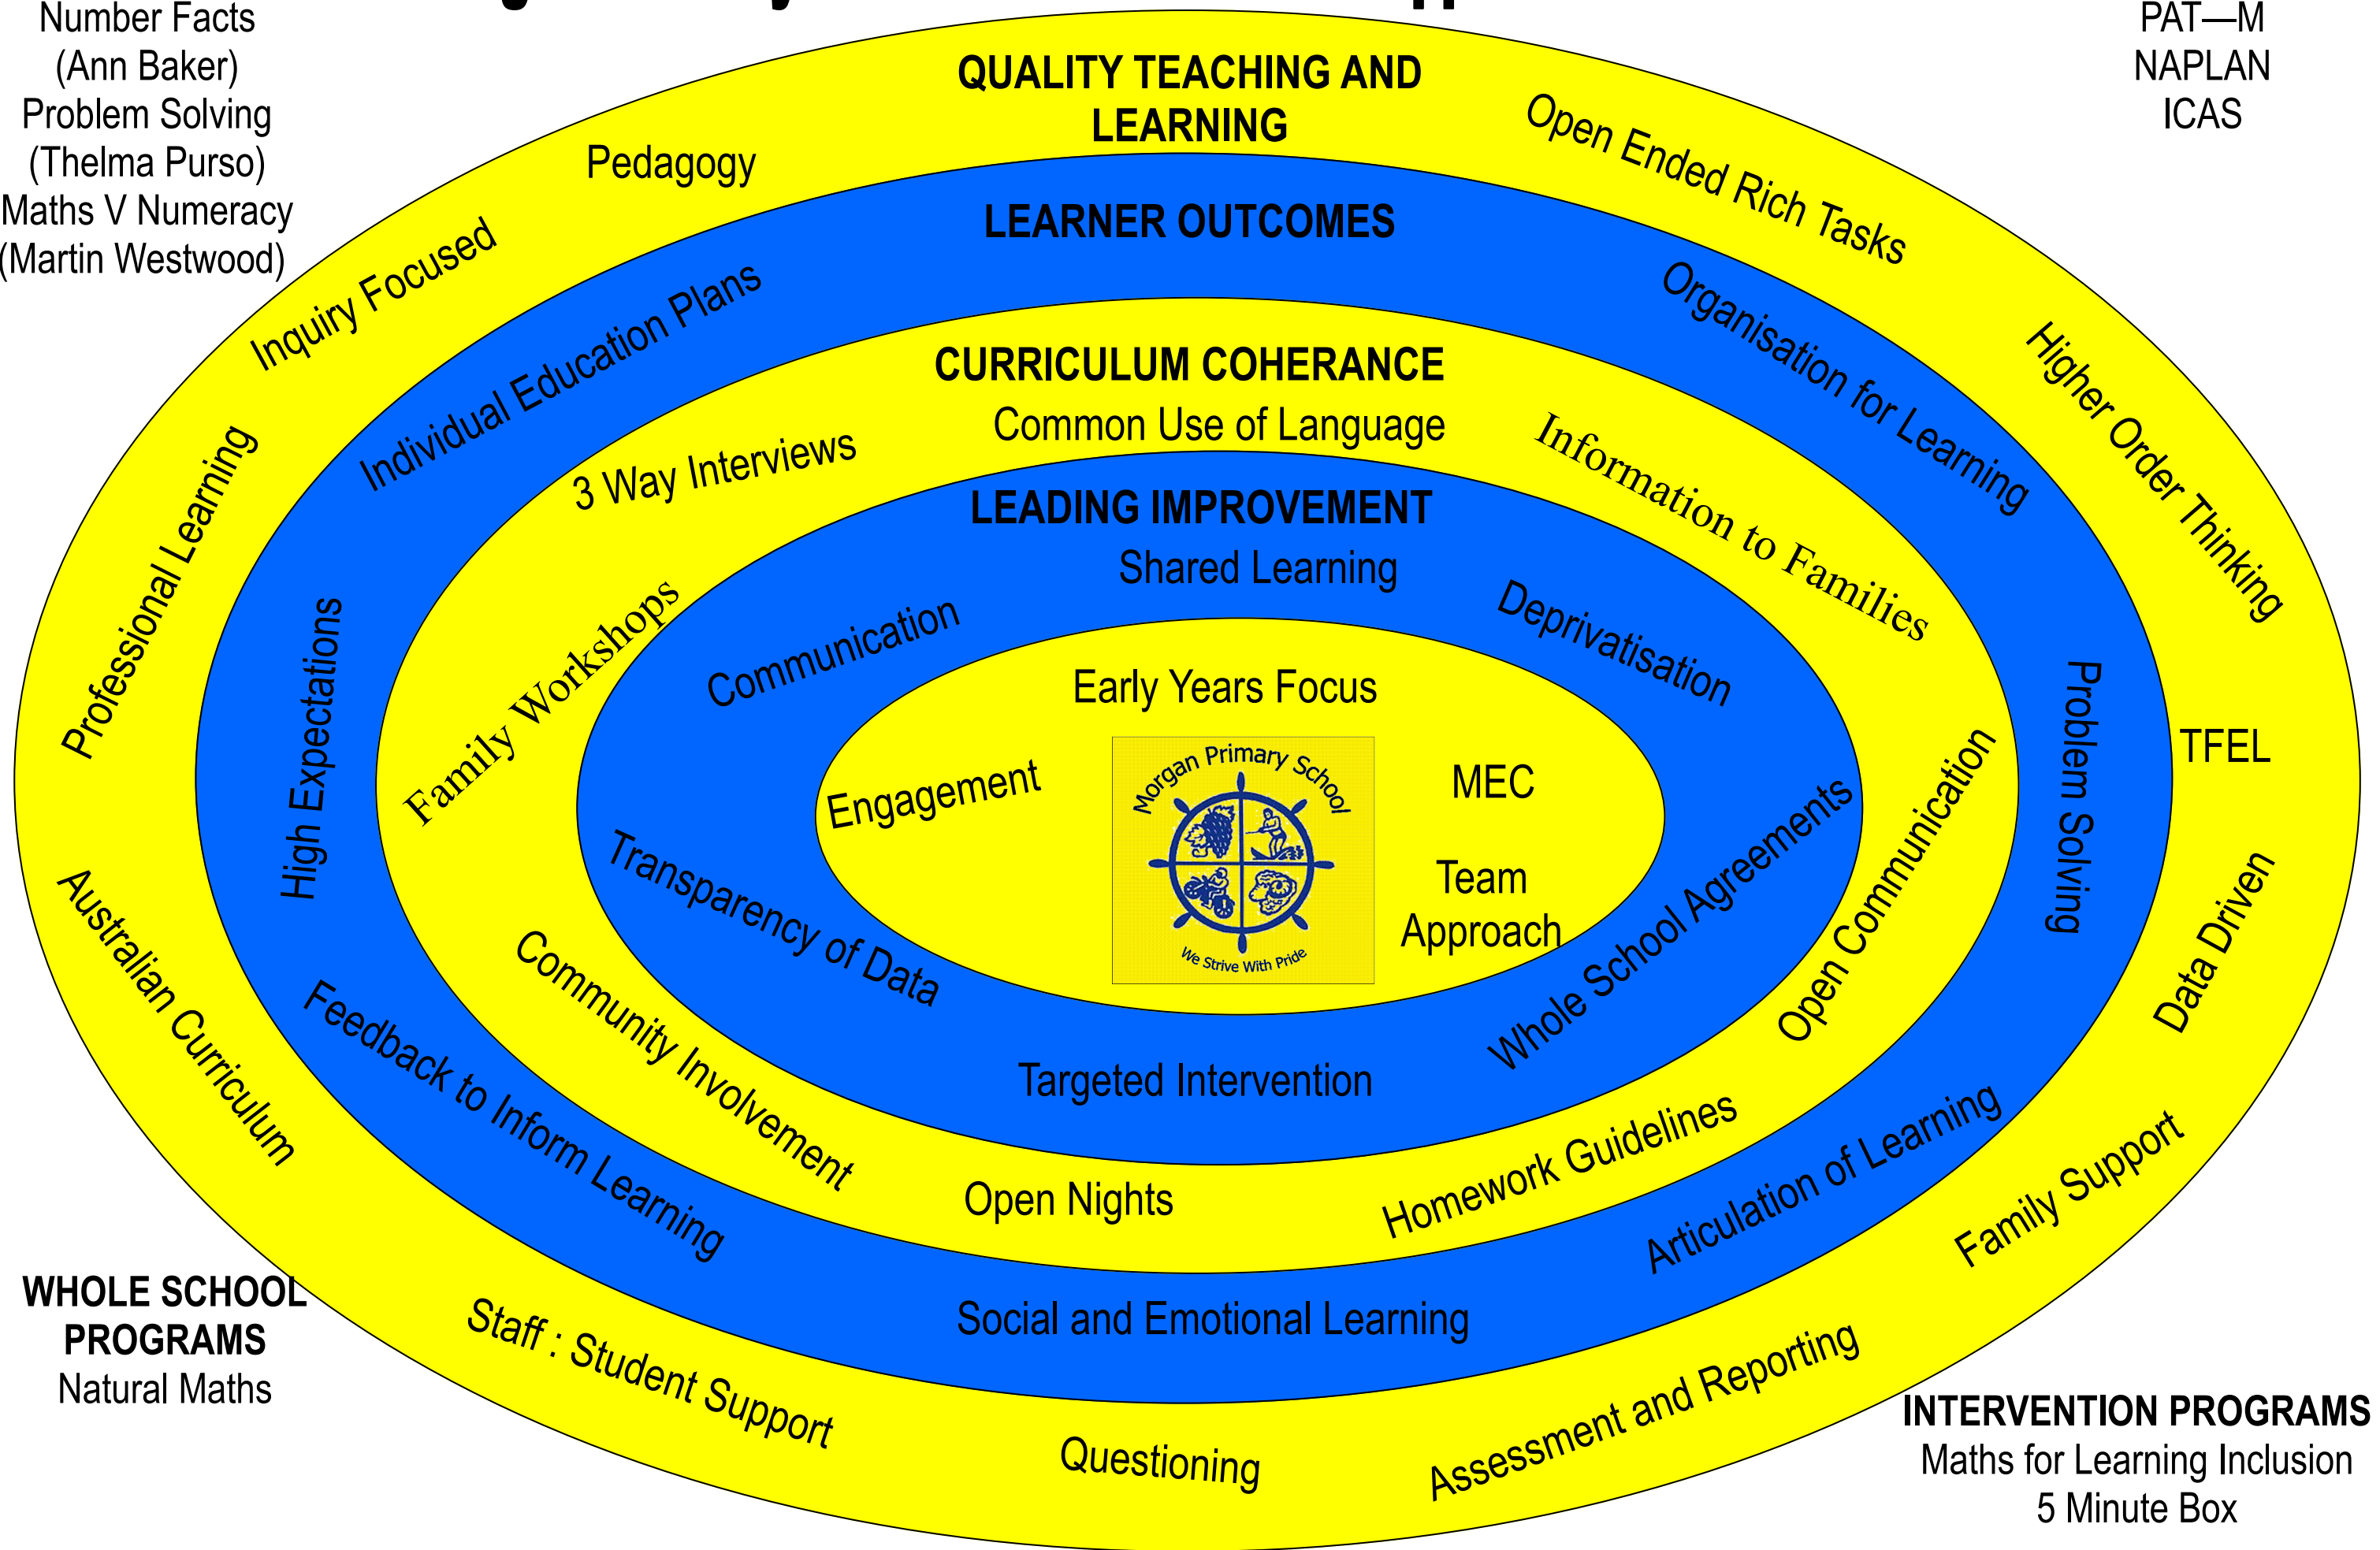 Number Facts
(Ann Baker)
Problem Solving
(Thelma Purso)
Maths V Numeracy
(Martin Westwood)
PAT—M
NAPLAN
ICAS
QUALITY TEACHING AND
LEARNING
Pedagogy
Open Ended Rich Tasks
Inquiry Focused
Higher Order Thinking
Professional Learning
TFEL
Australian Curriculum
Data Driven
Family Support
Staff : Student Support
Questioning
Assessment and Reporting
LEARNER OUTCOMES
Individual Education Plans
Organisation for Learning
High Expectations
Problem Solving
Feedback to Inform Learning
Articulation of Learning
Social and Emotional Learning
CURRICULUM COHERANCE
Common Use of Language
3 Way Interviews
Information to Families
Family Workshops
Open Communication
Community Involvement
Open Nights
Homework Guidelines
LEADING IMPROVEMENT
Shared Learning
Communication
Deprivatisation
Transparency of Data
Whole School Agreements
Targeted Intervention
Early Years Focus
Engagement
MEC
Team
Approach
Morgan Primary School
We Strive With Pride
WHOLE SCHOOL
PROGRAMS
Natural Maths
INTERVENTION PROGRAMS
Maths for Learning Inclusion
5 Minute Box